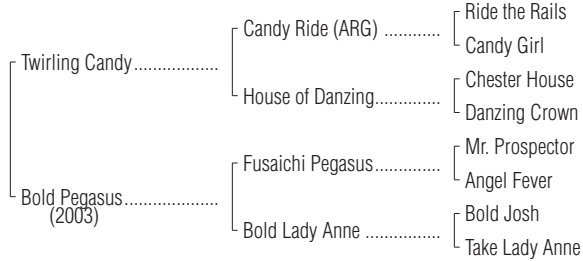 Ride the Rails
Candy Ride (ARG) ............
Candy Girl
Twirling Candy..................
Chester House
House of Danzing..............
Danzing Crown
Mr. Prospector
Fusaichi Pegasus..............
Angel Fever
Bold Pegasus....................
(2003)
Bold Josh
Bold Lady Anne ................
Take Lady Anne